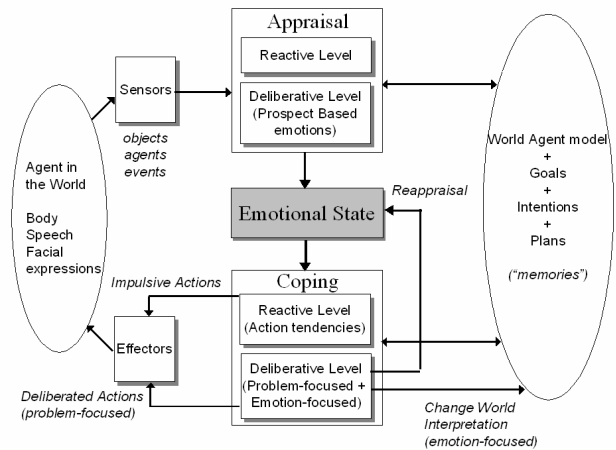 Appraisal
Reactive Level
Deliberative Level
(Prospect Based
emotions)
Sensors
objects
agents
events
Agent in
the World
Body
Speech
Facial
expressions
World Agent model
+
Goals
+
Intentions
+
Plans
("memories")
Reappraisal
Emotional State
Coping
Impulsive Actions
Reactive Level
(Action tendencies)
Effectors
Deliberative Level
(Problem-focused +
Emotion-focused)
Deliberated Actions
(problem-focused)
Change World
Interpretation
(emotion-focused)